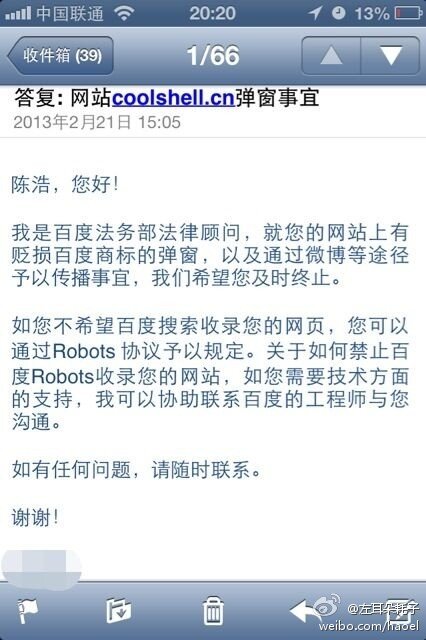 中国联通
20:20
13%
收件箱 (39)
1/66
答复: 网站coolshell.cn弹窗事宜
2013年2月21日 15:05
陈浩，您好！
我是百度法务部法律顾问，就您的网站上有
贬损百度商标的弹窗，以及通过微博等途径
予以传播事宜，我们希望您及时终止。
如您不希望百度搜索收录您的网页，您可以
通过Robots 协议予以规定。关于如何禁止百
度Robots收录您的网站，如您需要技术方面
的支持，我可以协助联系百度的工程师与您
沟通。
如有任何问题，请随时联系。
谢谢！
@左耳朵耗子
weibo.com/haoel